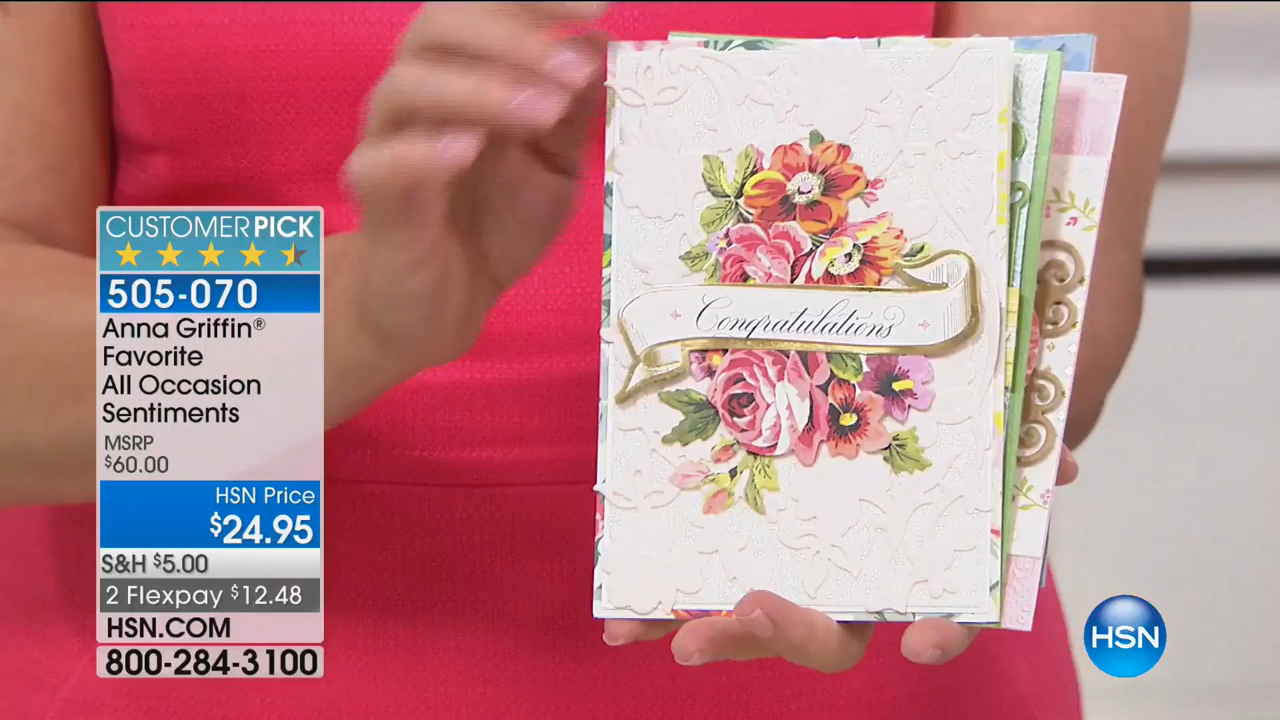 CUSTOMER PICK
505-070
Anna Griffin®
Favorite
All Occasion
Sentiments
MSRP
$60.00
HSN Price
$24.95
S&H $5.00
2 Flexpay $12.48
HSN.COM
800-284-3100
Congratulations
HSN